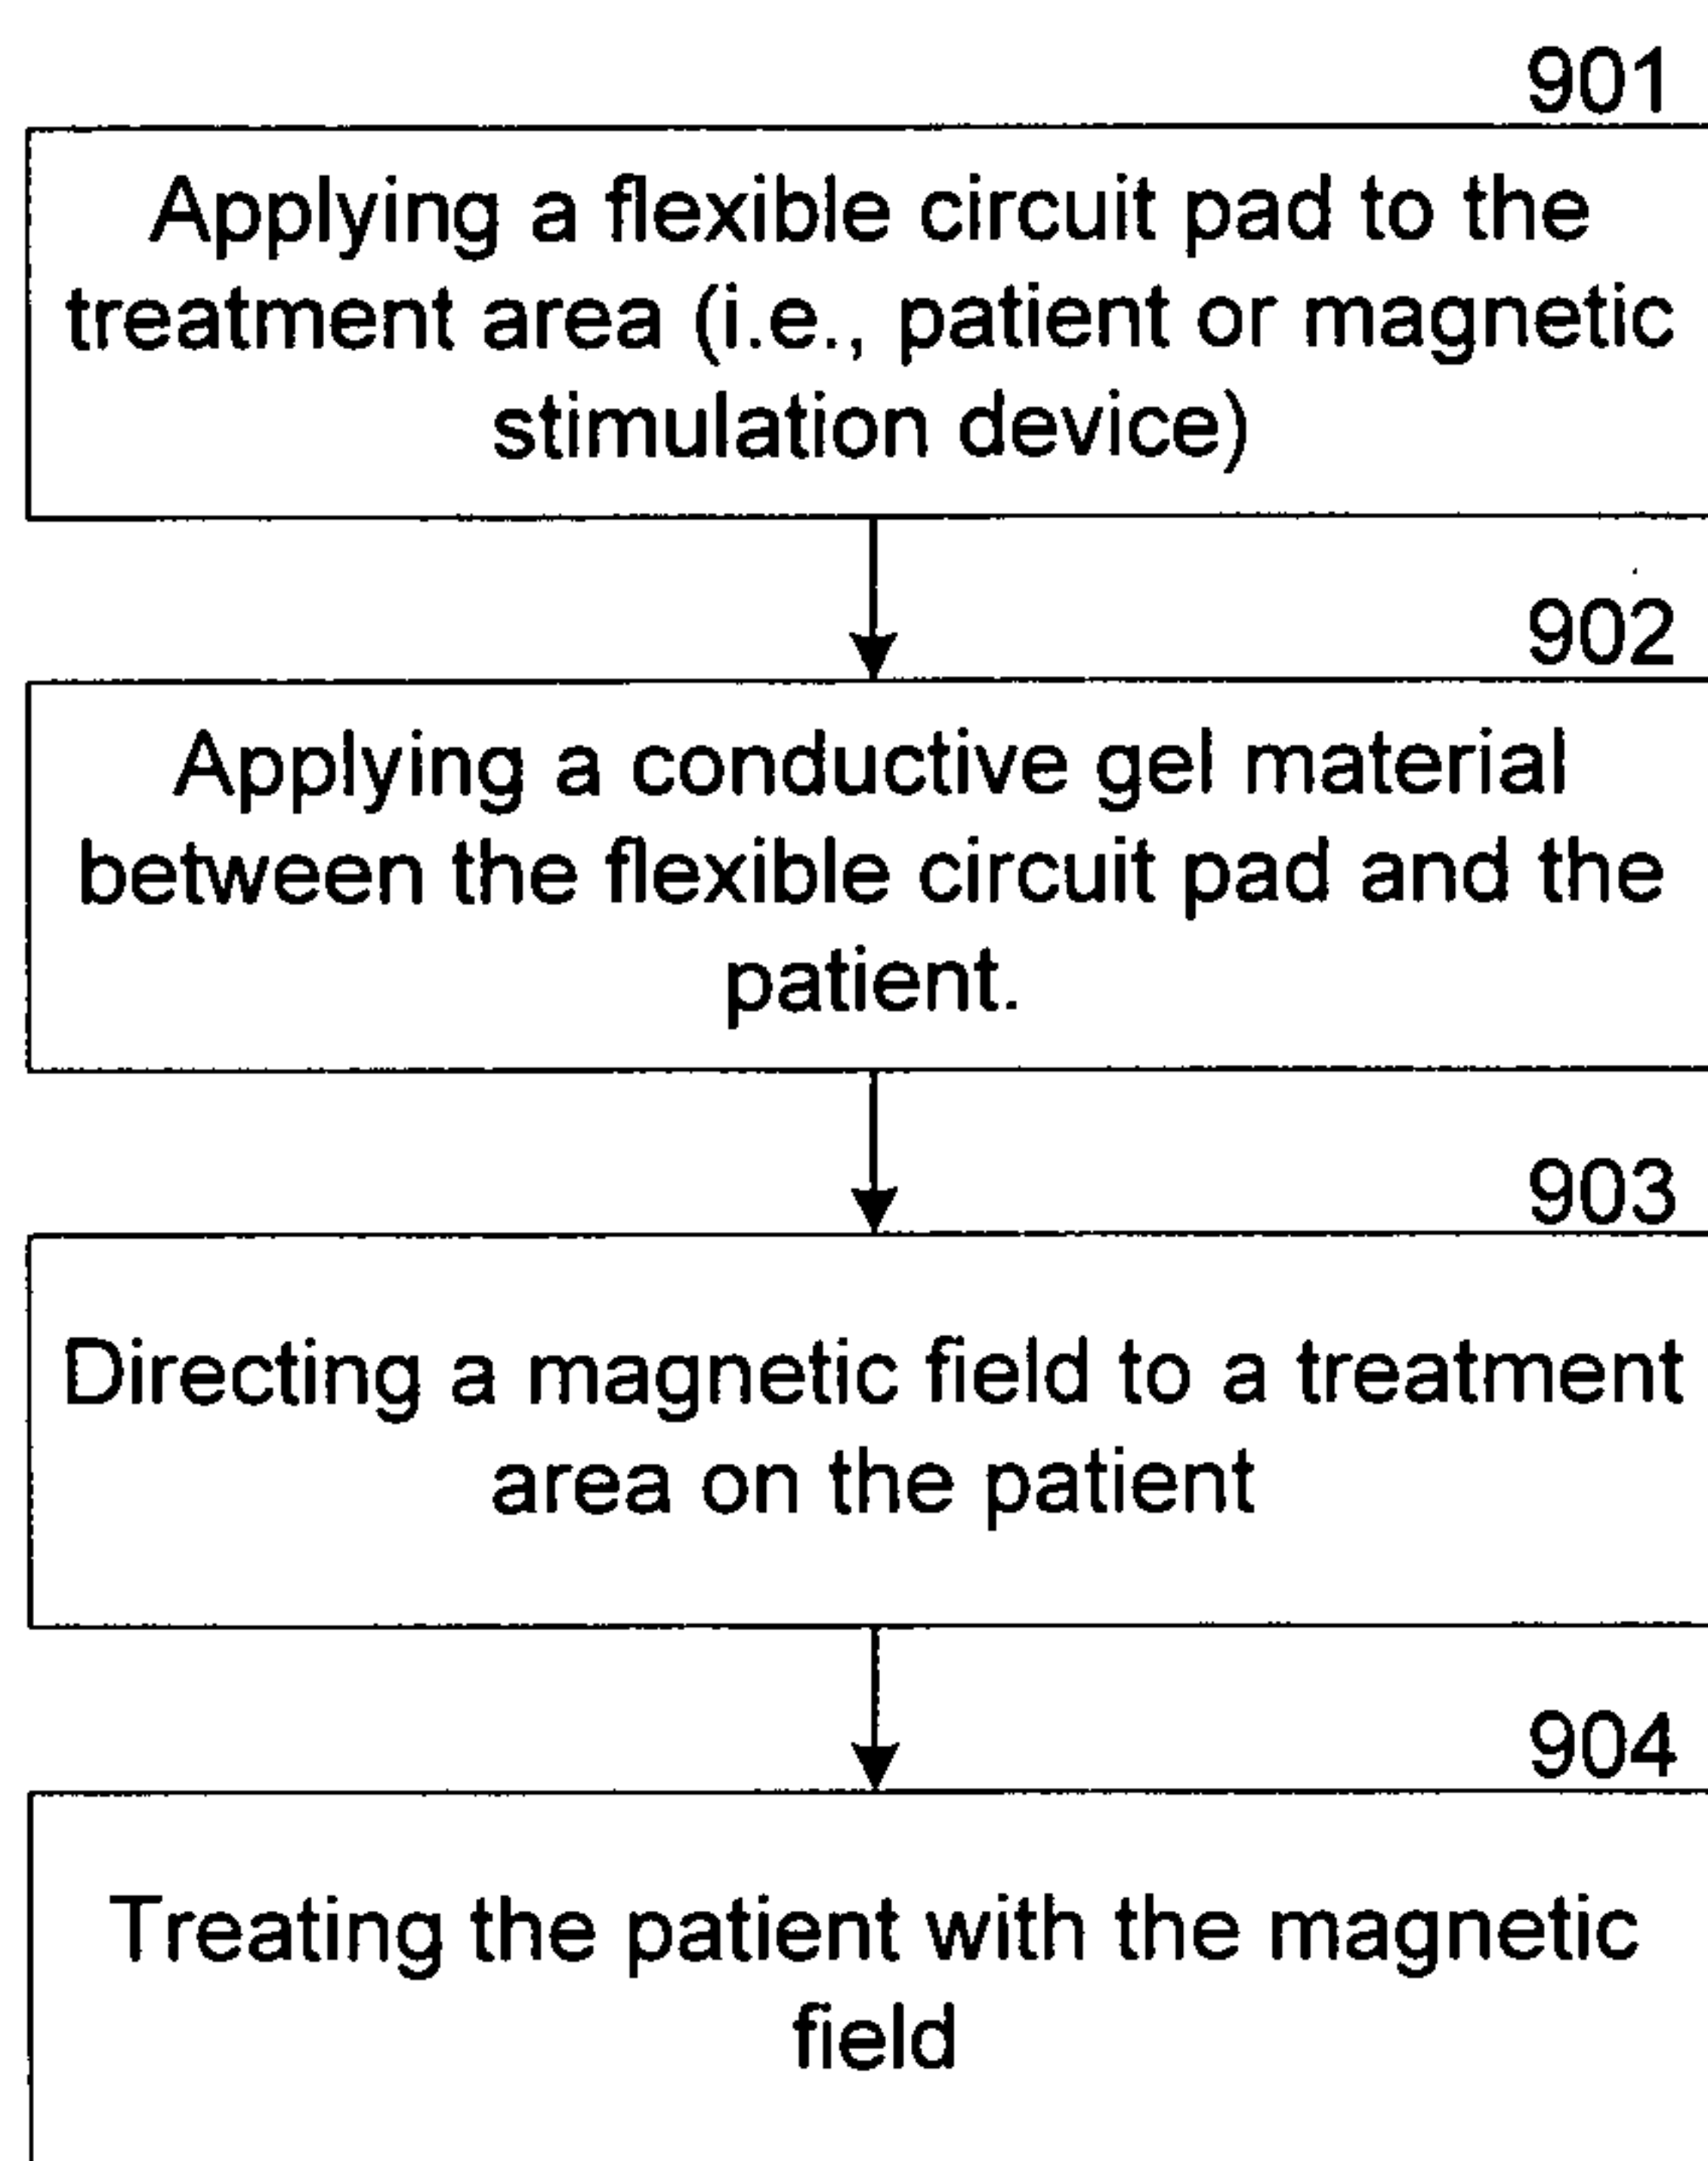 901
Applying a flexible circuit pad to the
treatment area (i.e., patient or magnetic
stimulation device)
902
Applying a conductive gel material
between the flexible circuit pad and the
patient.
903
Directing a magnetic field to a treatment
area on the patient
904
Treating the patient with the magnetic
field